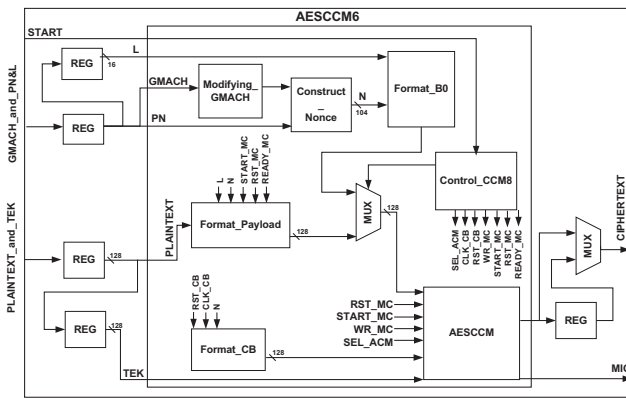 AESCCM6
START
L
REG
16
GMACH
Modifying_
GMACH
Construct
_
Nonce
N
104
Format_B0
GMACH_and_PN&L
REG
PN
L
N
START_MC
RST_MC
READY_MC
Control_CCM8
MUX
128
PLAINTEXT
Format_Payload
128
SEL_ACM
CLK_CB
RST_CB
WR_MC
START_MC
RST_MC
READY_MC
MUX
CIPHERTEXT
PLAINTEXT_and_TEK
REG
128
RST_CB
CLK_CB
N
RST_MC
START_MC
WR_MC
SEL_ACM
AESCCM
REG
REG
128
Format_CB
128
TEK
MIC